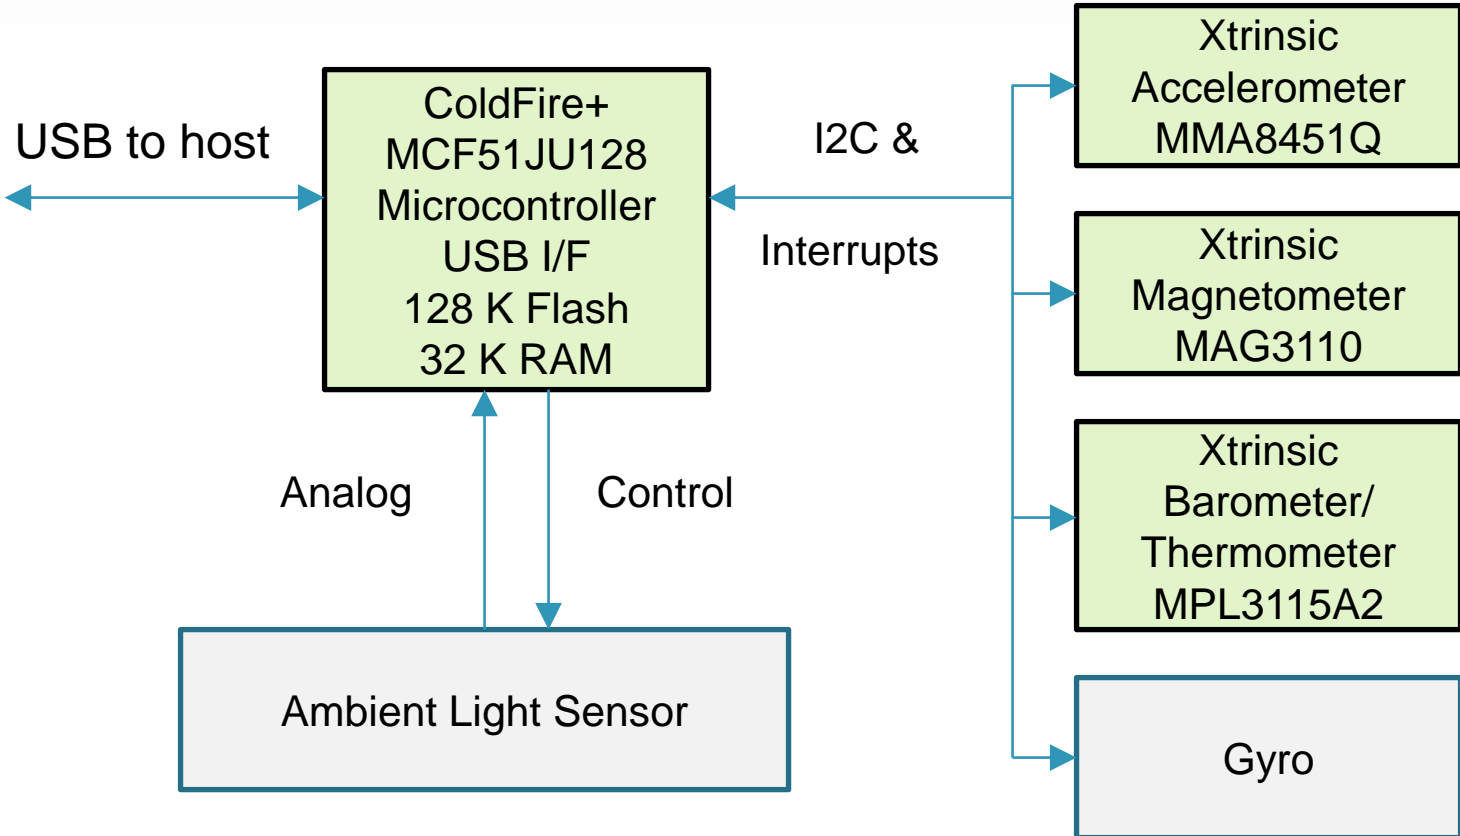 USB to host
ColdFire+
MCF51JU128
Microcontroller
USB I/F
128 K Flash
32 K RAM
I2C &
Interrupts
Xtrinsic
Accelerometer
MMA8451Q
Xtrinsic
Magnetometer
MAG3110
Xtrinsic
Barometer/
Thermometer
MPL3115A2
Gyro
Analog
Control
Ambient Light Sensor